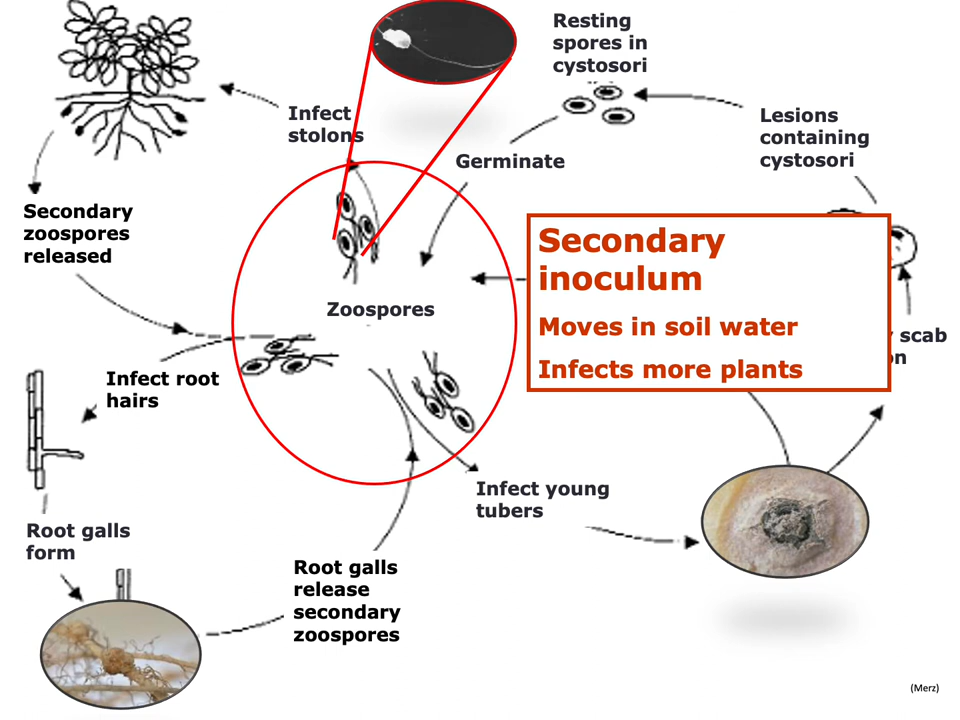 Resting
spores in
cystosori
Infect
stolons
Lesions
containing
cystosori
Germinate
Secondary
zoospores
released
Secondary
inoculum
Moves in soil water
Infects more plants
Zoospores
scab
Infect root
hairs
Infect young
tubers
Root galls
form
Root galls
release
secondary
zoospores
(Merz)